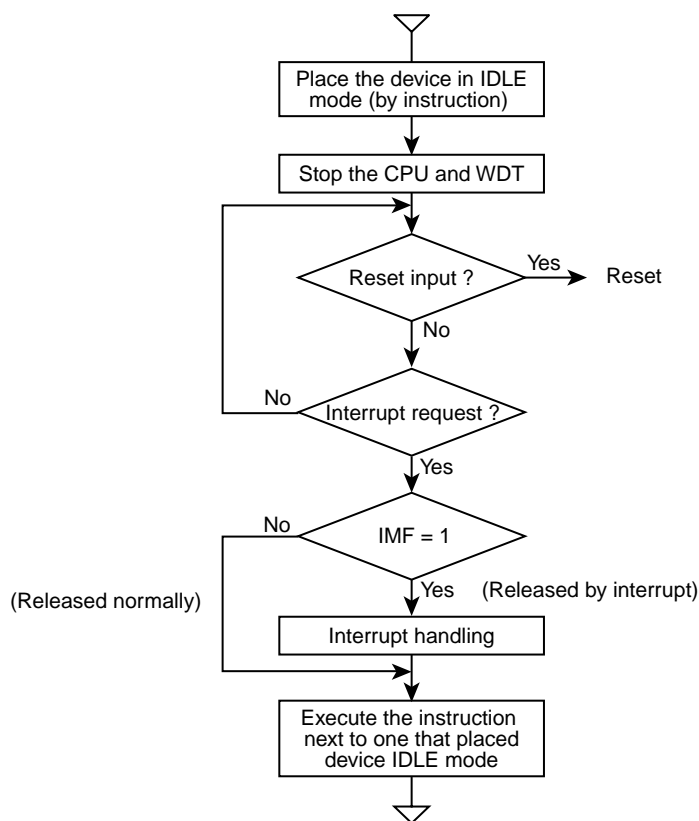 Place the device in IDLE
mode (by instruction)
Stop the CPU and WDT
Reset input ?
Yes
Reset
No
No
Interrupt request ?
Yes
No
IMF = 1
(Released normally)
Yes
(Released by interrupt)
Interrupt handling
Execute the instruction
next to one that placed
device IDLE mode